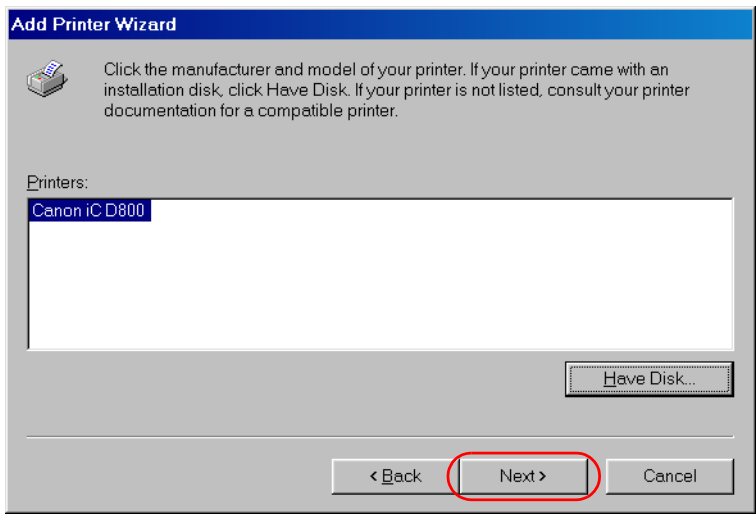 Add Printer Wizard
Click the manufacturer and model of your printer. If your printer came with an
installation disk, click Have Disk. If your printer is not listed, consult your printer
documentation for a compatible printer.
Printers:
Canon iC D800
Have Disk...
< Back
Next >
Cancel